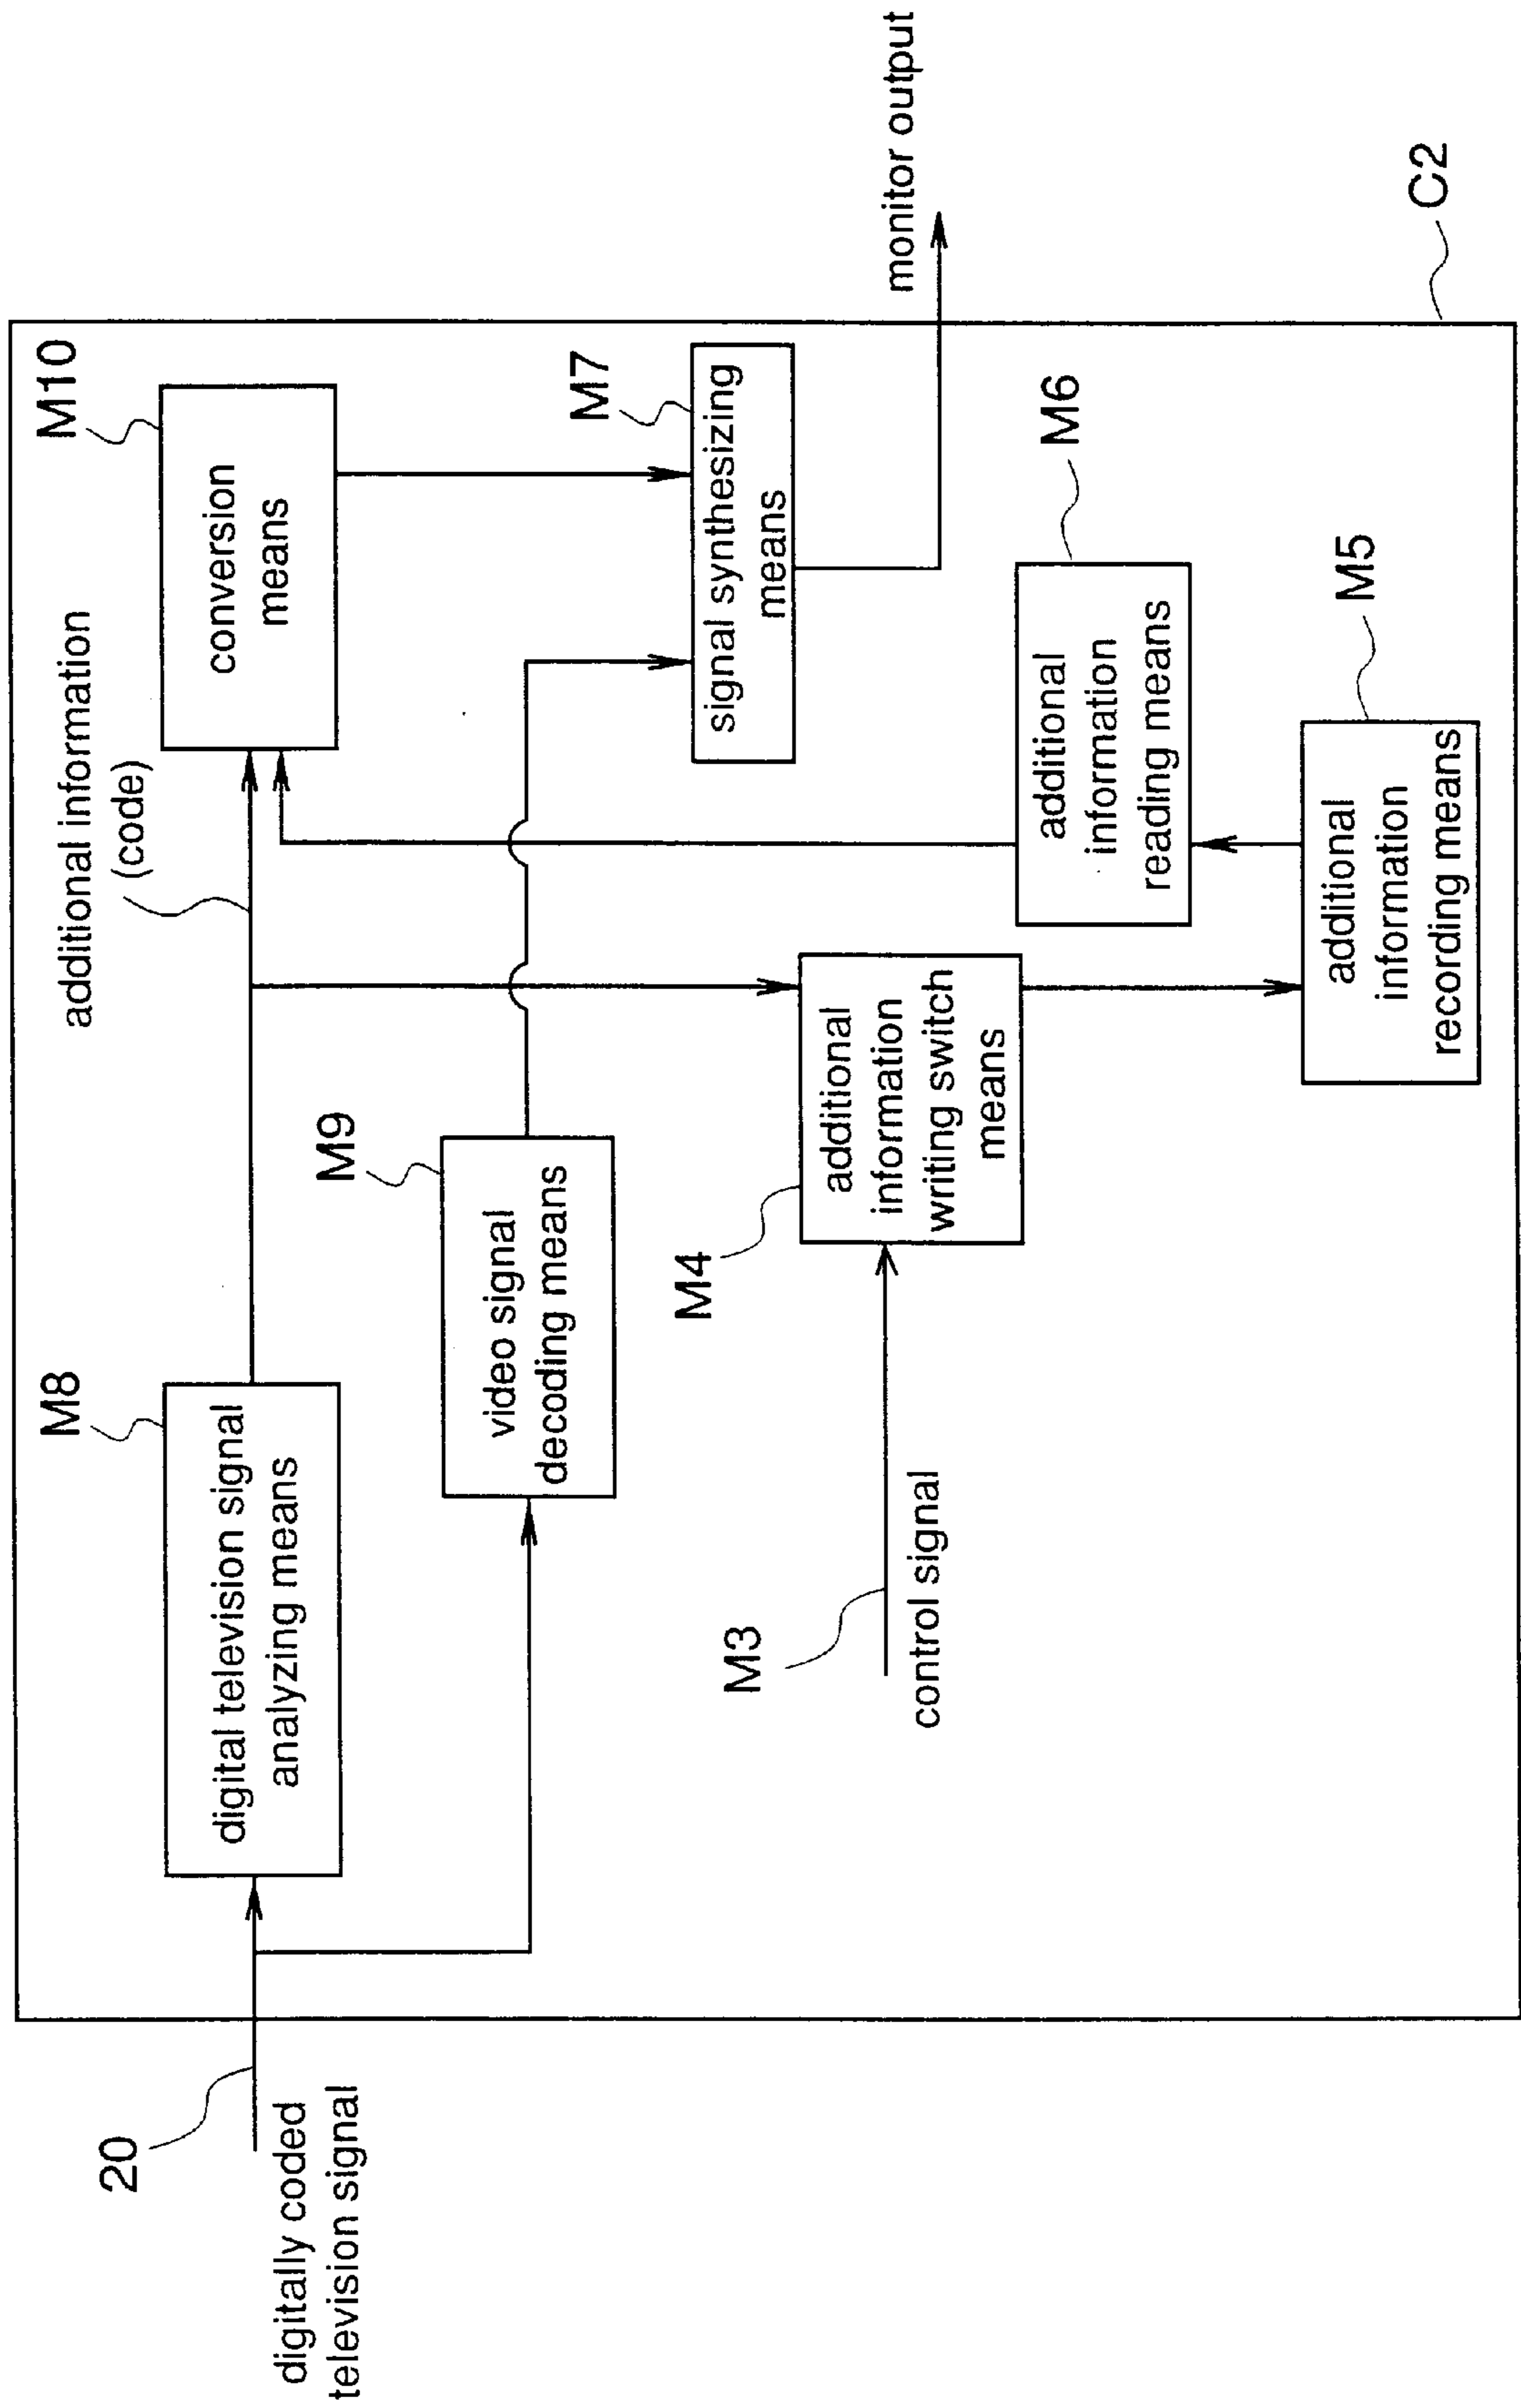 M10
additional information
(code)
conversion
means
M8
digital television signal
analyzing means
M7
signal synthesizing
means
M9
video signal
decoding means
20
digitally coded
television signal
monitor output
M4
additional
information
writing switch
means
M6
additional
information
reading means
M3
control signal
M5
additional
information
recording means
C2